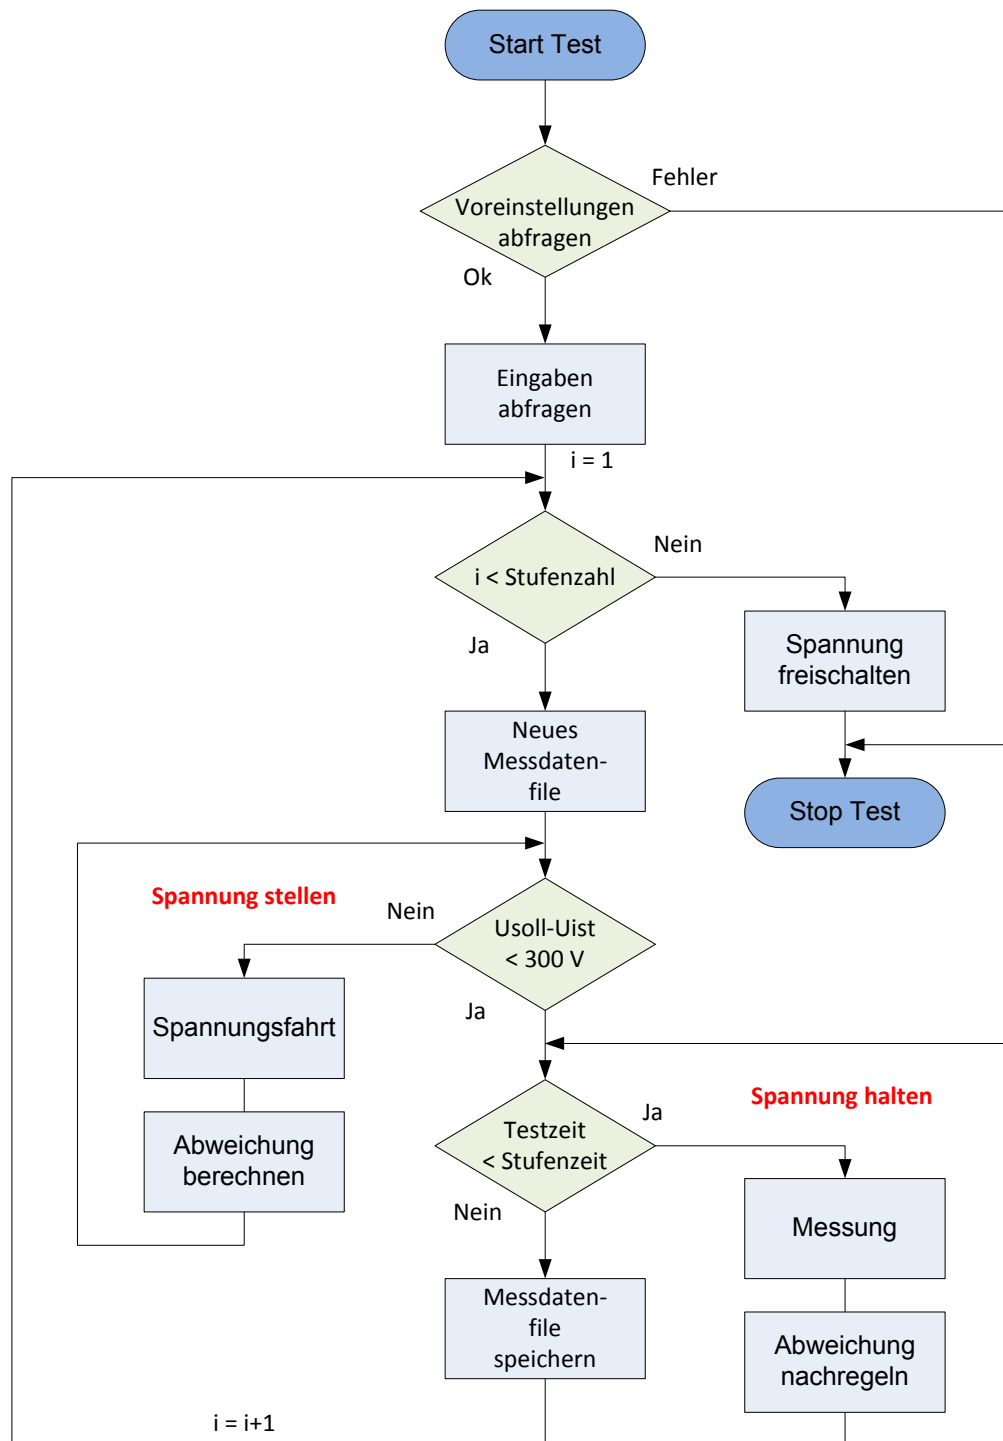 Start Test
Fehler
Voreinstellungen
abfragen
Ok
Eingaben
abfragen
i = 1
Nein
i < Stufenzahl
Ja
Spannung
freischalten
Neues
Messdaten-
file
Stop Test
Spannung stellen
Nein
Usoll-Uist
< 300 V
Ja
Spannungsfahrt
Spannung halten
Ja
Testzeit
< Stufenzeit
Abweichung
berechnen
Nein
Messung
Messdaten-
file
speichern
Abweichung
nachregeln
i = i+1